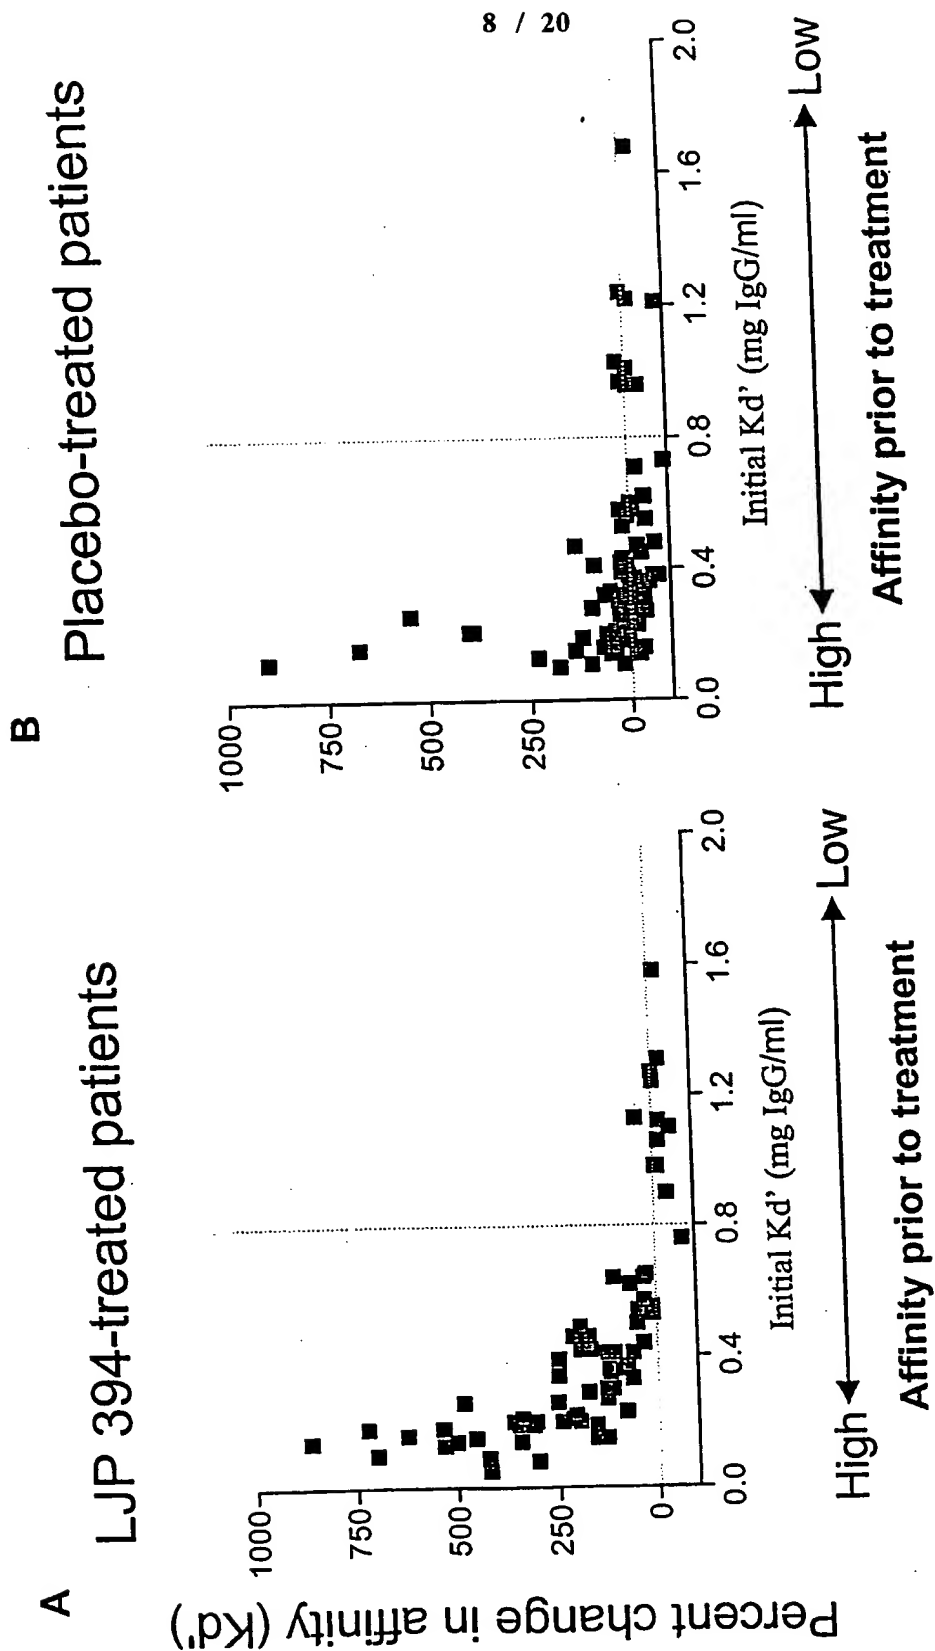 8 / 20
A
LJP 394-treated patients
Percent change in affinity (Kd')
1000
750
500
250
0
0.0
0.4
0.8
1.2
1.6
2.0
Initial Kd' (mg IgG/ml)
High
Low
Affinity prior to treatment
B
Placebo-treated patients
1000
750
500
250
0
0.0
0.4
0.8
1.2
1.6
2.0
Initial Kd' (mg IgG/ml)
High
Low
Affinity prior to treatment